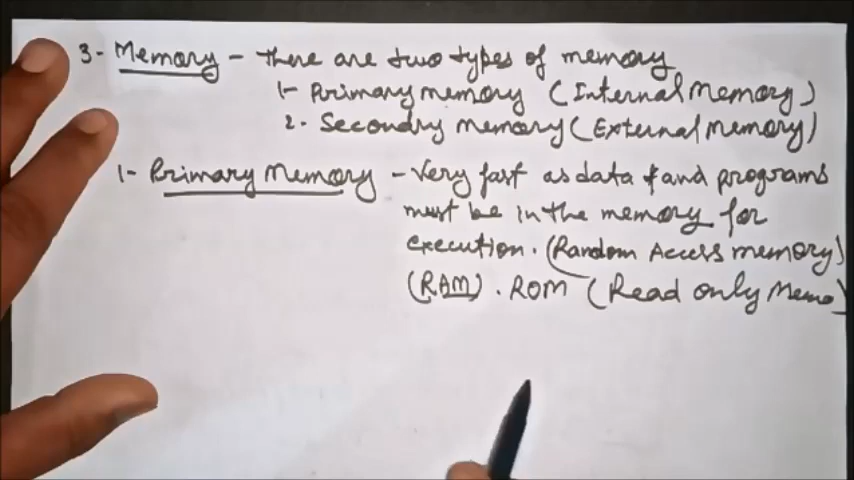 3- Memory - There are two types of memory
1- Primary memory (Internal Memory)
2. Secondry memory (External Memory)
1- Primary Memory - Very fast as data & and programs
must be in the memory for
execution. (Random Access memory)
(RAM). ROM (Read only Memo